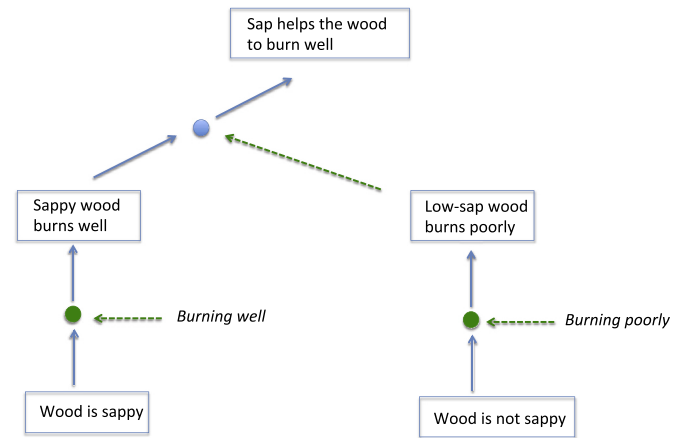 Sap helps the wood
to burn well
Sappy wood
burns well
Low-sap wood
burns poorly
Burning well
Burning poorly
Wood is sappy
Wood is not sappy